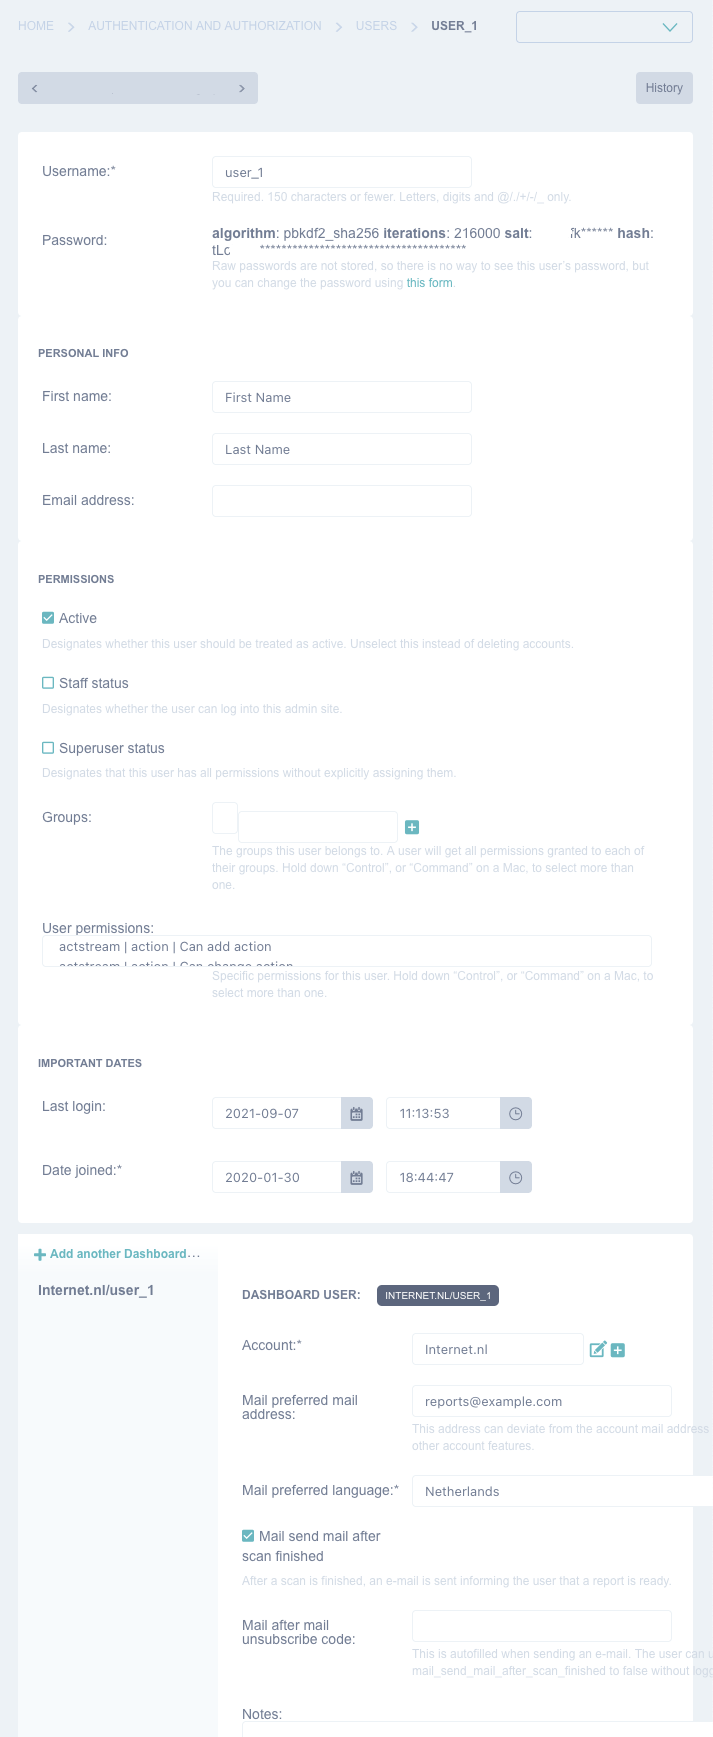 HOME > AUTHENTICATION AND AUTHORIZATION > USERS > USER_1
History
Username:* user_1
Required. 150 characters or fewer. Letters, digits and @/./+/-/_ only.
Password: algorithm: pbkdf2_sha256 iterations: 216000 salt: k****** hash:
*************************************
Raw passwords are not stored, so there is no way to see this user's password, but
you can change the password using this form.
PERSONAL INFO
First name: First Name
Last name: Last Name
Email address:
PERMISSIONS
Active
Designates whether this user should be treated as active. Unselect this instead of deleting accounts.
Staff status
Designates whether the user can log into this admin site.
Superuser status
Designates that this user has all permissions without explicitly assigning them.
Groups:
The groups this user belongs to. A user will get all permissions granted to each of
their groups. Hold down “Control”, or “Command” on a Mac, to select more than
one.
User permissions:
actstream | action | Can add action
actstream | action | Can change action
Specific permissions for this user. Hold down “Control”, or “Command” on a Mac, to
select more than one.
IMPORTANT DATES
Last login: 2021-09-07 11:13:53
Date joined:* 2020-01-30 18:44:47
Add another Dashboard...
Internet.nl/user_1
DASHBOARD USER: INTERNET.NL/USER_1
Account:* Internet.nl
Mail preferred mail
address:
reports@example.com
This address can deviate from the account mail address
other account features.
Mail preferred language:* Netherlands
Mail send mail after
scan finished
After a scan is finished, an e-mail is sent informing the user that a report is ready.
Mail after mail
unsubscribe code:
This is autofilled when sending an e-mail. The user can
mail_send_mail_after_scan_finished to false without
Notes: